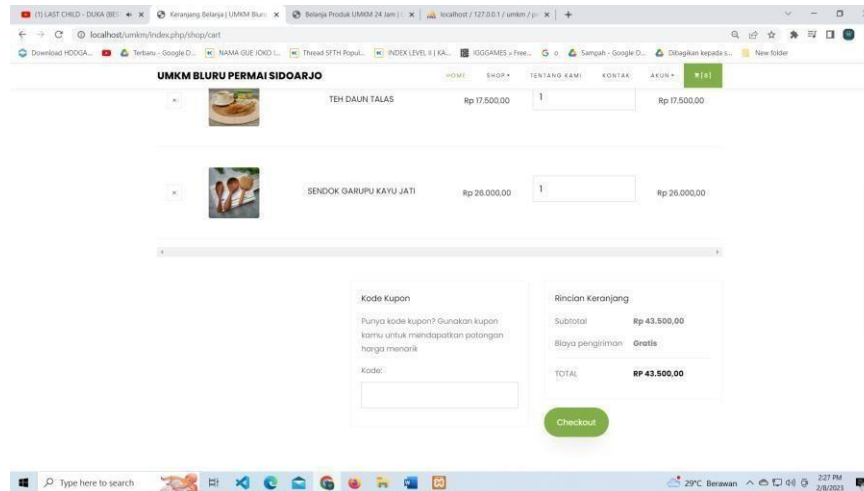 (1) LAST CHILD - DUKA (BES
Keranjang Belanja | UMKM Bluru
Belanja Produk UMKM 24 Jam |
localhost / 127.0.0.1 / umkm / p
localhost/umkm/index.php/shop/cart
Download HDDGA...
Terbaru - Google D...
NAMA GUE JOKO L...
Thread SFTH Popul...
INDEX LEVEL II | KA...
IGGGAMES » Free...
Sampah - Google D...
Dibagikan kepada s...
New folder
UMKM BLURU PERMAI SIDOARJO
HOME SHOP TENTANG KAMI KONTAK AKUN
TEH DAUN TALAS Rp 17.500,00 1 Rp 17.500,00
SENDOK GARUPU KAYU JATI Rp 26.000,00 1 Rp 26.000,00
Kode Kupon
Punya kode kupon? Gunakan kupon
kamu untuk mendapatkan potongan
harga menarik
Kode:
Rincian Keranjang
Subtotal Rp 43.500,00
Biaya pengiriman Gratis
TOTAL RP 43.500,00
Checkout
Type here to search
29°C Berawan
2:27 PM
2/8/2023